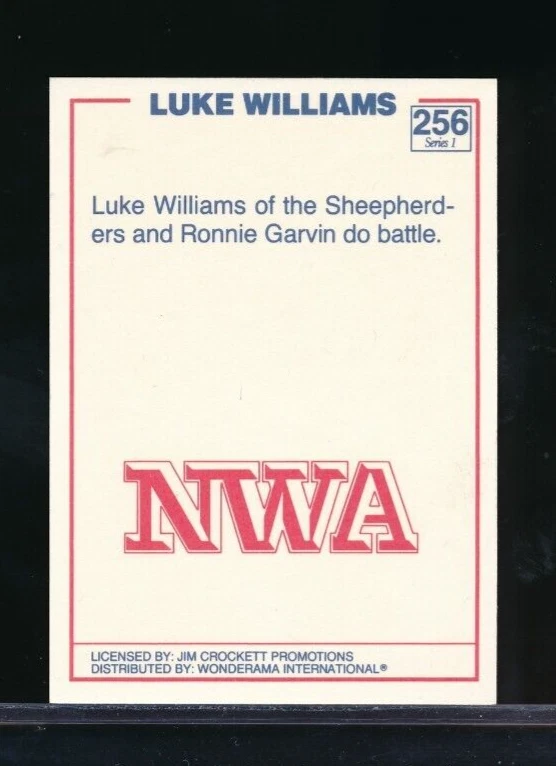 LUKE WILLIAMS
256
Series 1
Luke Williams of the Sheepherd-
ers and Ronnie Garvin do battle.
NWA
LICENSED BY: JIM CROCKETT PROMOTIONS
DISTRIBUTED BY: WONDERAMA INTERNATIONAL®